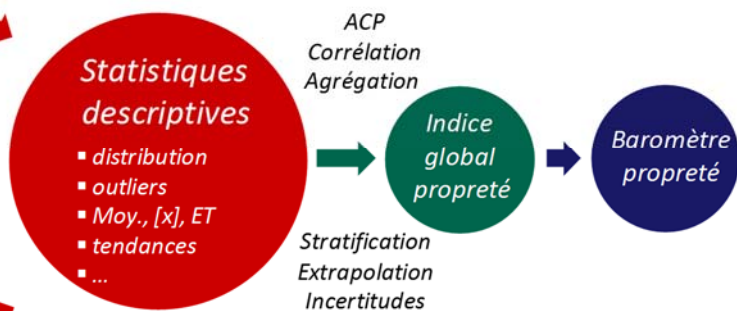 Statistiques
descriptives
▪ distribution
▪ outliers
▪ Moy., [x], ET
▪ tendances
▪ ...
ACP
Corrélation
Agrégation
Stratification
Extrapolation
Incertitudes
Indice
global
propreté
Baromètre
propreté